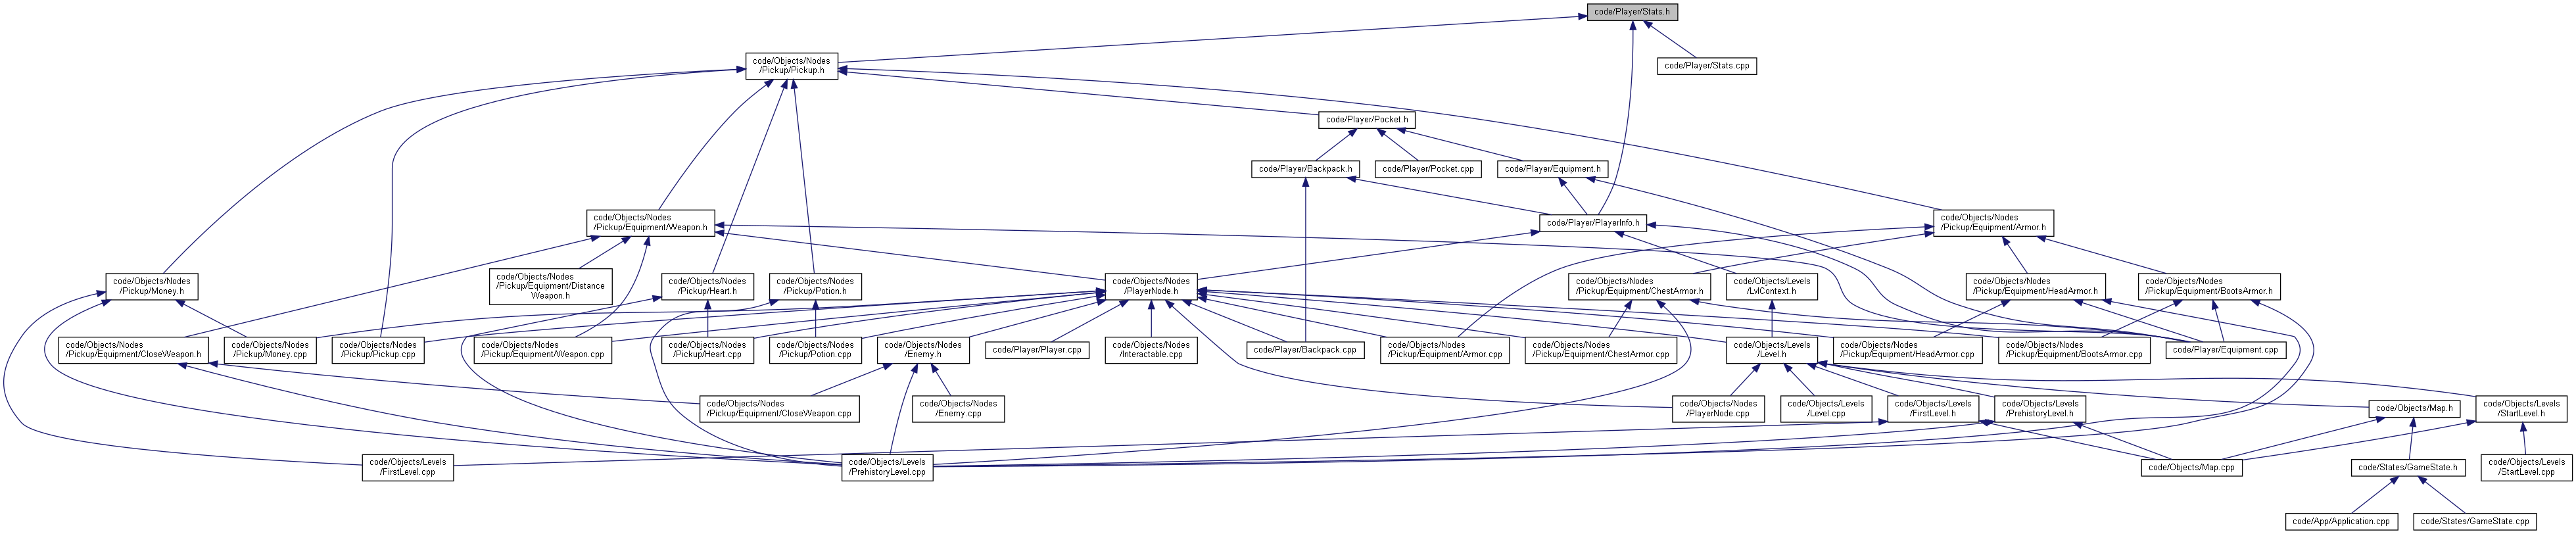 code/Player/Stats.h
code/Objects/Nodes
/Pickup/Pickup.h
code/Player/Stats.cpp
code/Player/Pocket.h
code/Player/Backpack.h
code/Player/Pocket.cpp
code/Player/Equipment.h
code/Objects/Nodes
/Pickup/Equipment/Weapon.h
code/Player/PlayerInfo.h
code/Objects/Nodes
/Pickup/Equipment/Armor.h
code/Objects/Nodes
/Pickup/Money.h
code/Objects/Nodes
/Pickup/Equipment/Distance
Weapon.h
code/Objects/Nodes
/Pickup/Heart.h
code/Objects/Nodes
/Pickup/Potion.h
code/Objects/Nodes
/PlayerNode.h
code/Objects/Nodes
/Pickup/Equipment/ChestArmor.h
code/Objects/Levels
/LvlContext.h
code/Objects/Nodes
/Pickup/Equipment/HeadArmor.h
code/Objects/Nodes
/Pickup/Equipment/BootsArmor.h
code/Objects/Nodes
/Pickup/Equipment/CloseWeapon.h
code/Objects/Nodes
/Pickup/Money.cpp
code/Objects/Nodes
/Pickup/Pickup.cpp
code/Objects/Nodes
/Pickup/Equipment/Weapon.cpp
code/Objects/Nodes
/Pickup/Heart.cpp
code/Objects/Nodes
/Pickup/Potion.cpp
code/Objects/Nodes
/Enemy.h
code/Player/Player.cpp
code/Objects/Node
/Interactable.cpp
code/Player/Backpack.cpp
code/Objects/Nodes
/Pickup/Equipment/Armor.cpp
code/Objects/Nodes
/Pickup/Equipment/ChestArmor.cpp
code/Objects/Levels
/Level.h
code/Objects/Nodes
/Pickup/Equipment/HeadArmor.cpp
code/Objects/Nodes
/Pickup/Equipment/BootsArmor.cpp
code/Player/Equipment.cpp
code/Objects/Nodes
/Pickup/Equipment/CloseWeapon.cpp
code/Objects/Nodes
/Enemy.cpp
code/Objects/Nodes
/PlayerNode.cpp
code/Objects/Levels
/Level.cpp
code/Objects/Levels
/FirstLevel.h
code/Objects/Levels
/PrehistoryLevel.h
code/Objects/Map.h
code/Objects/Levels
/StartLevel.h
code/Objects/Levels
/FirstLevel.cpp
code/Objects/Levels
/PrehistoryLevel.cpp
code/Objects/Map.cpp
code/States/GameState.h
code/Objects/Levels
/StartLevel.cpp
code/App/Application.cpp
code/States/GameState.cpp